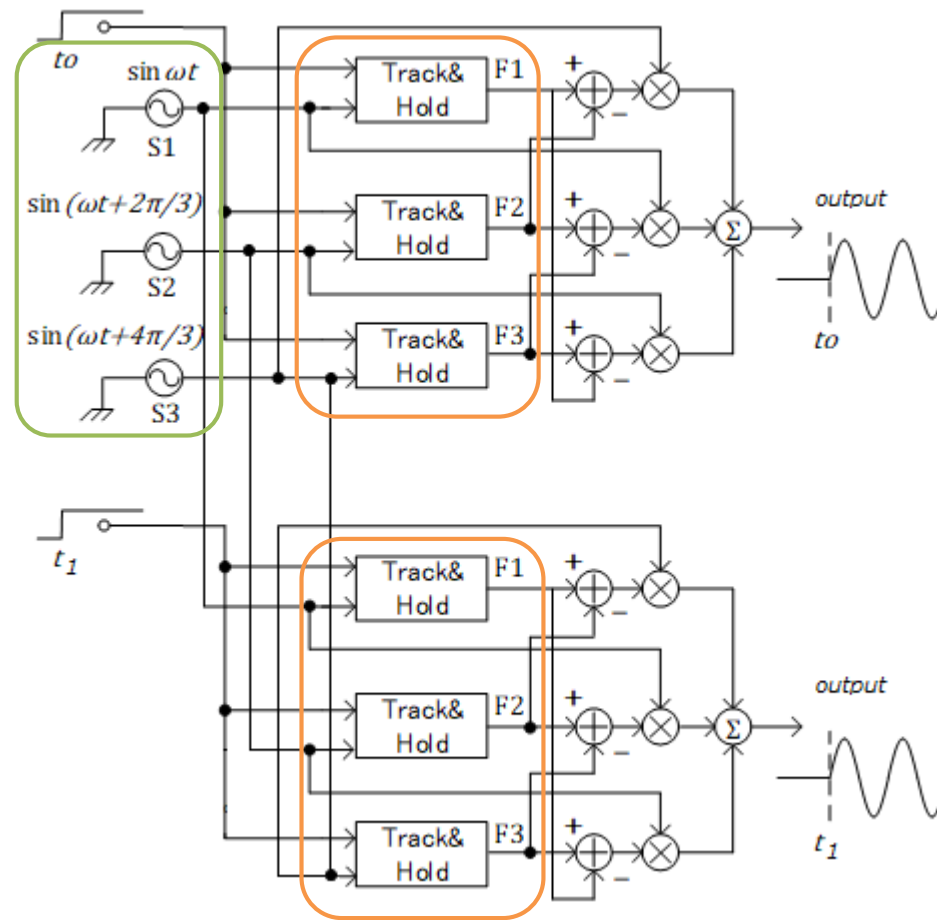 to
sin ωt
S1
sin (ωt+2π/3)
S2
sin (ωt+4π/3)
S3
Track&
Hold
F1
Track&
Hold
F2
Track&
Hold
F3
+
−
+
−
+
−
Σ
output
to
t1
Track&
Hold
F1
Track&
Hold
F2
Track&
Hold
F3
+
−
+
−
+
−
Σ
output
t1